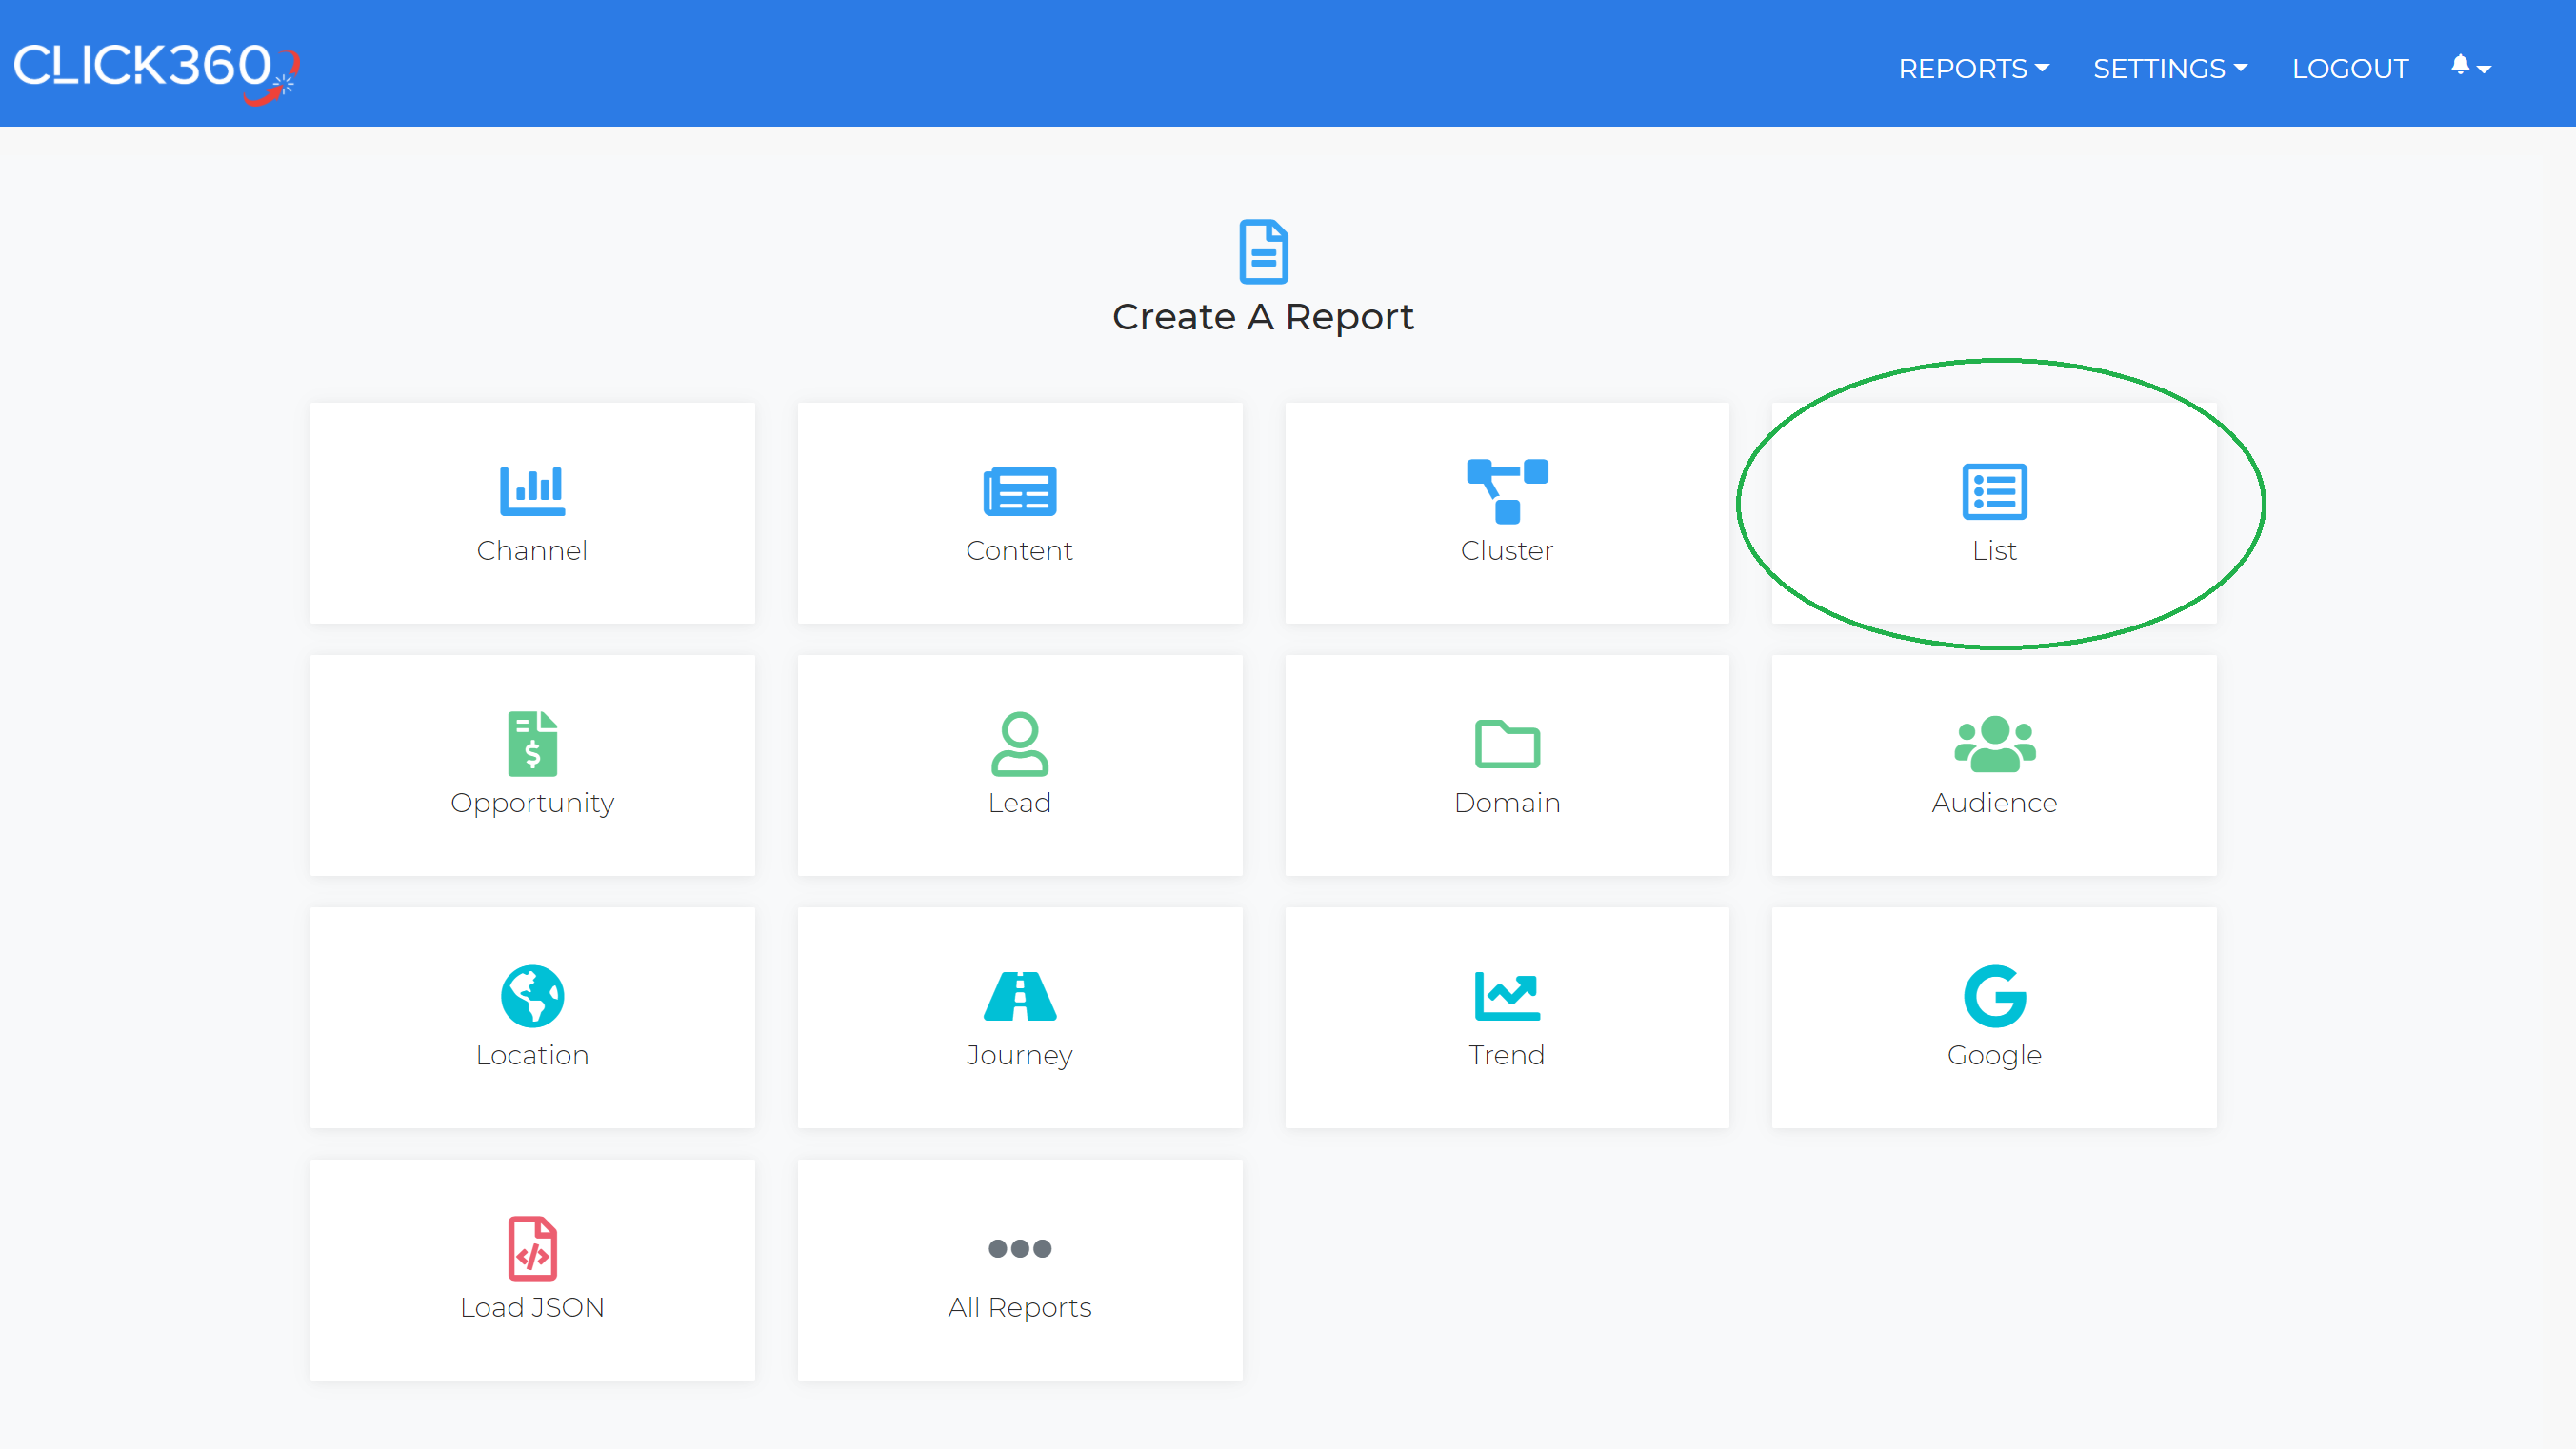 CLICK360
REPORTS SETTINGS LOGOUT
Create A Report
Channel
Content
Cluster
List
Opportunity
Lead
Domain
Audience
Location
Journey
Trend
Google
Load JSON
All Reports